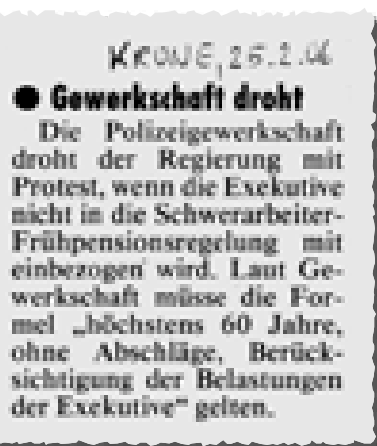 KRONE, 25.2.06
● Gewerkschaft droht
Die Polizeigewerkschaft
droht der Regierung mit
Protest, wenn die Exekutive
nicht in die Schwerarbeiter-
Frühpensionsregelung mit
einbezogen wird. Laut Ge-
werkschaft müsse die For-
mel „höchstens 60 Jahre,
ohne Abschläge, Berück-
sichtigung der Belastungen
der Exekutive“ gelten.